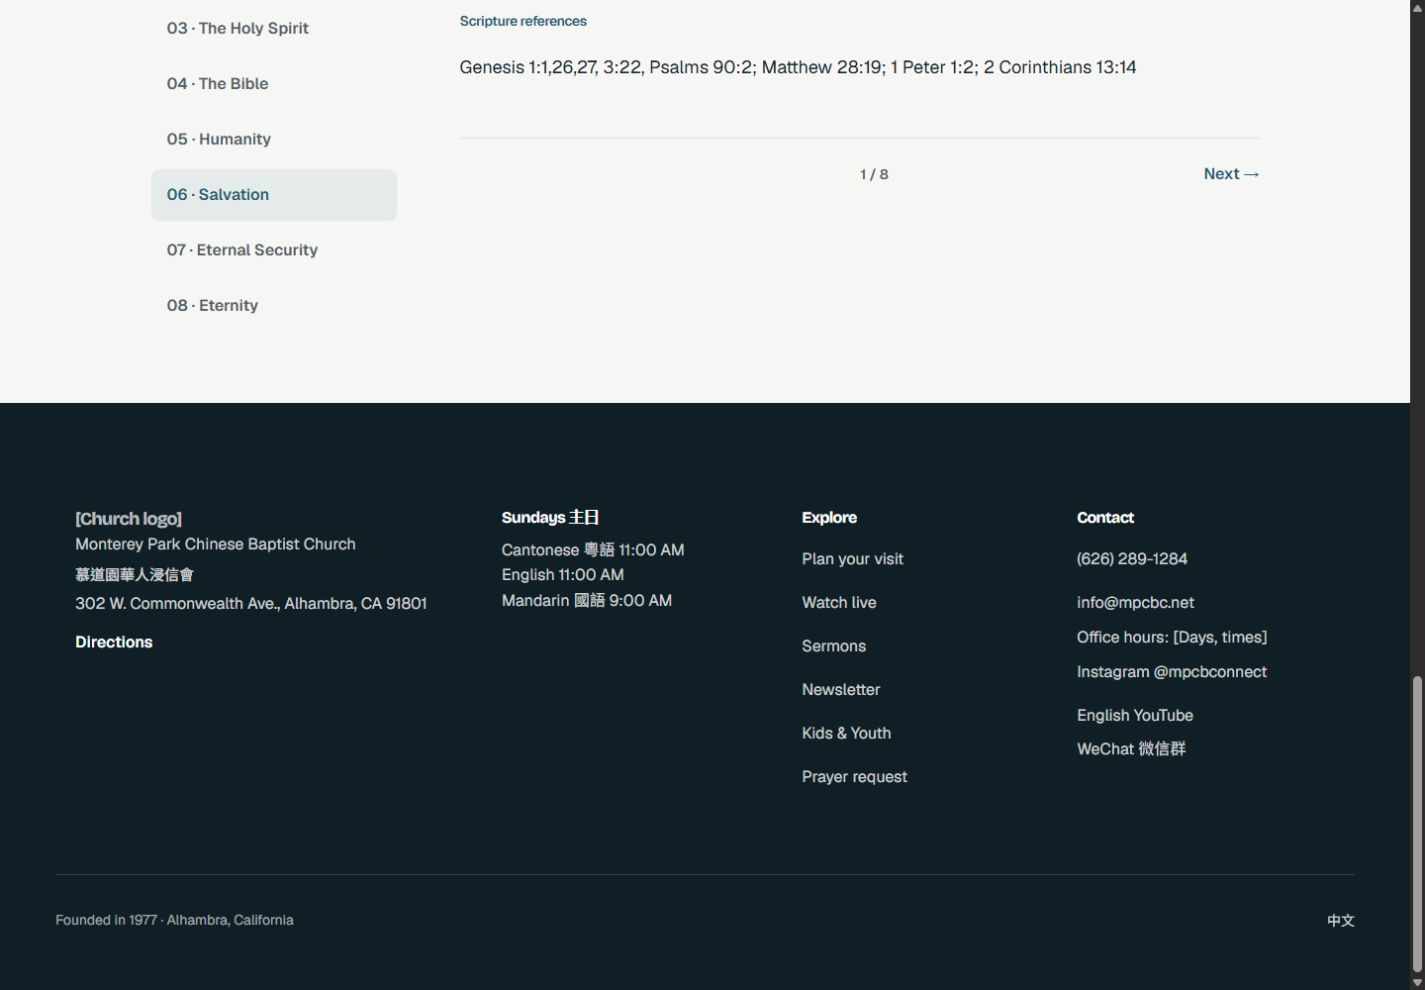 03 · The Holy Spirit
04 · The Bible
05 · Humanity
06 · Salvation
07 · Eternal Security
08 · Eternity
Scripture references
Genesis 1:1,26,27, 3:22, Psalms 90:2; Matthew 28:19; 1 Peter 1:2; 2 Corinthians 13:14
1 / 8
Next →
[Church logo]
Monterey Park Chinese Baptist Church
慕道園華人浸信會
302 W. Commonwealth Ave., Alhambra, CA 91801
Directions
Sundays 主日
Cantonese 粵語 11:00 AM
English 11:00 AM
Mandarin 國語 9:00 AM
Explore
Plan your visit
Watch live
Sermons
Newsletter
Kids & Youth
Prayer request
Contact
(626) 289-1284
info@mpcbc.net
Office hours: [Days, times]
Instagram @mpcbconnect
English YouTube
WeChat 微信群
Founded in 1977 · Alhambra, California
中文